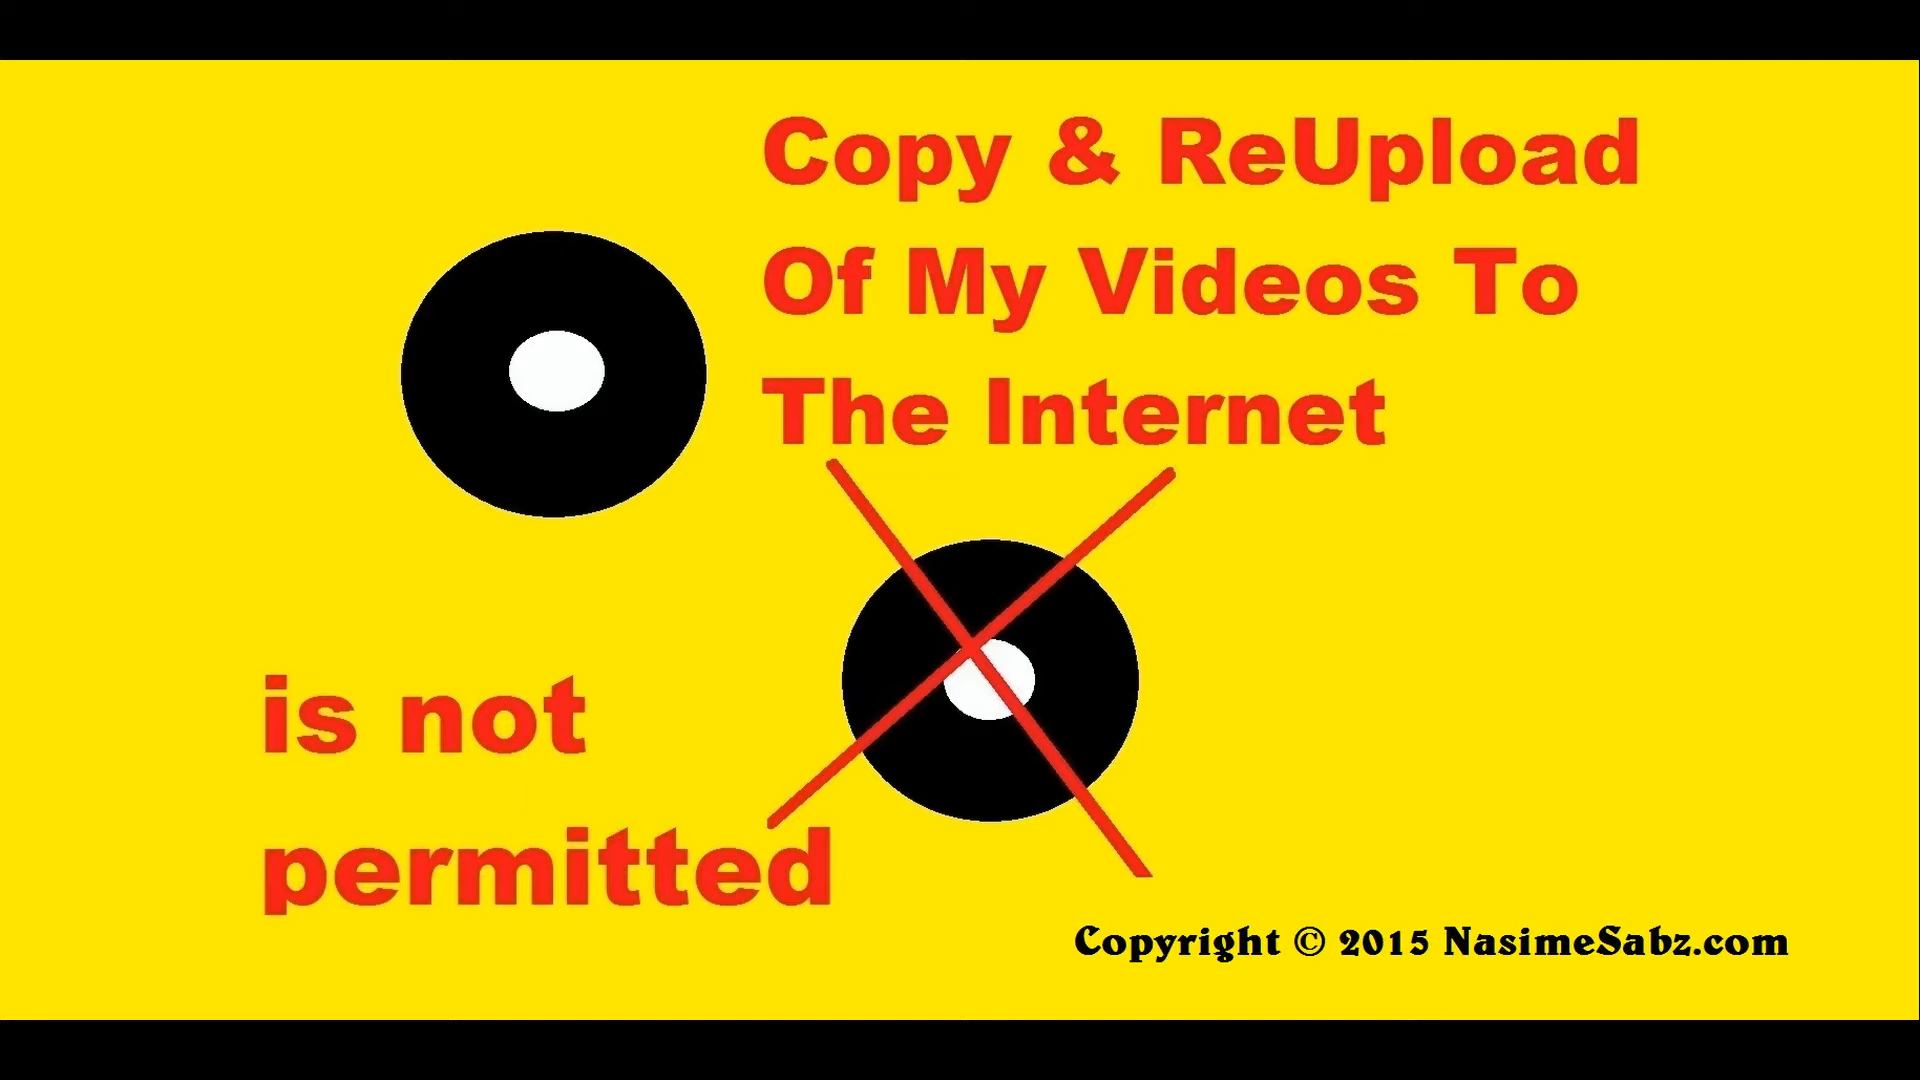 Copy & ReUpload
Of My Videos To
The Internet
is not
permitted
Copyright © 2015 NasimeSabz.com